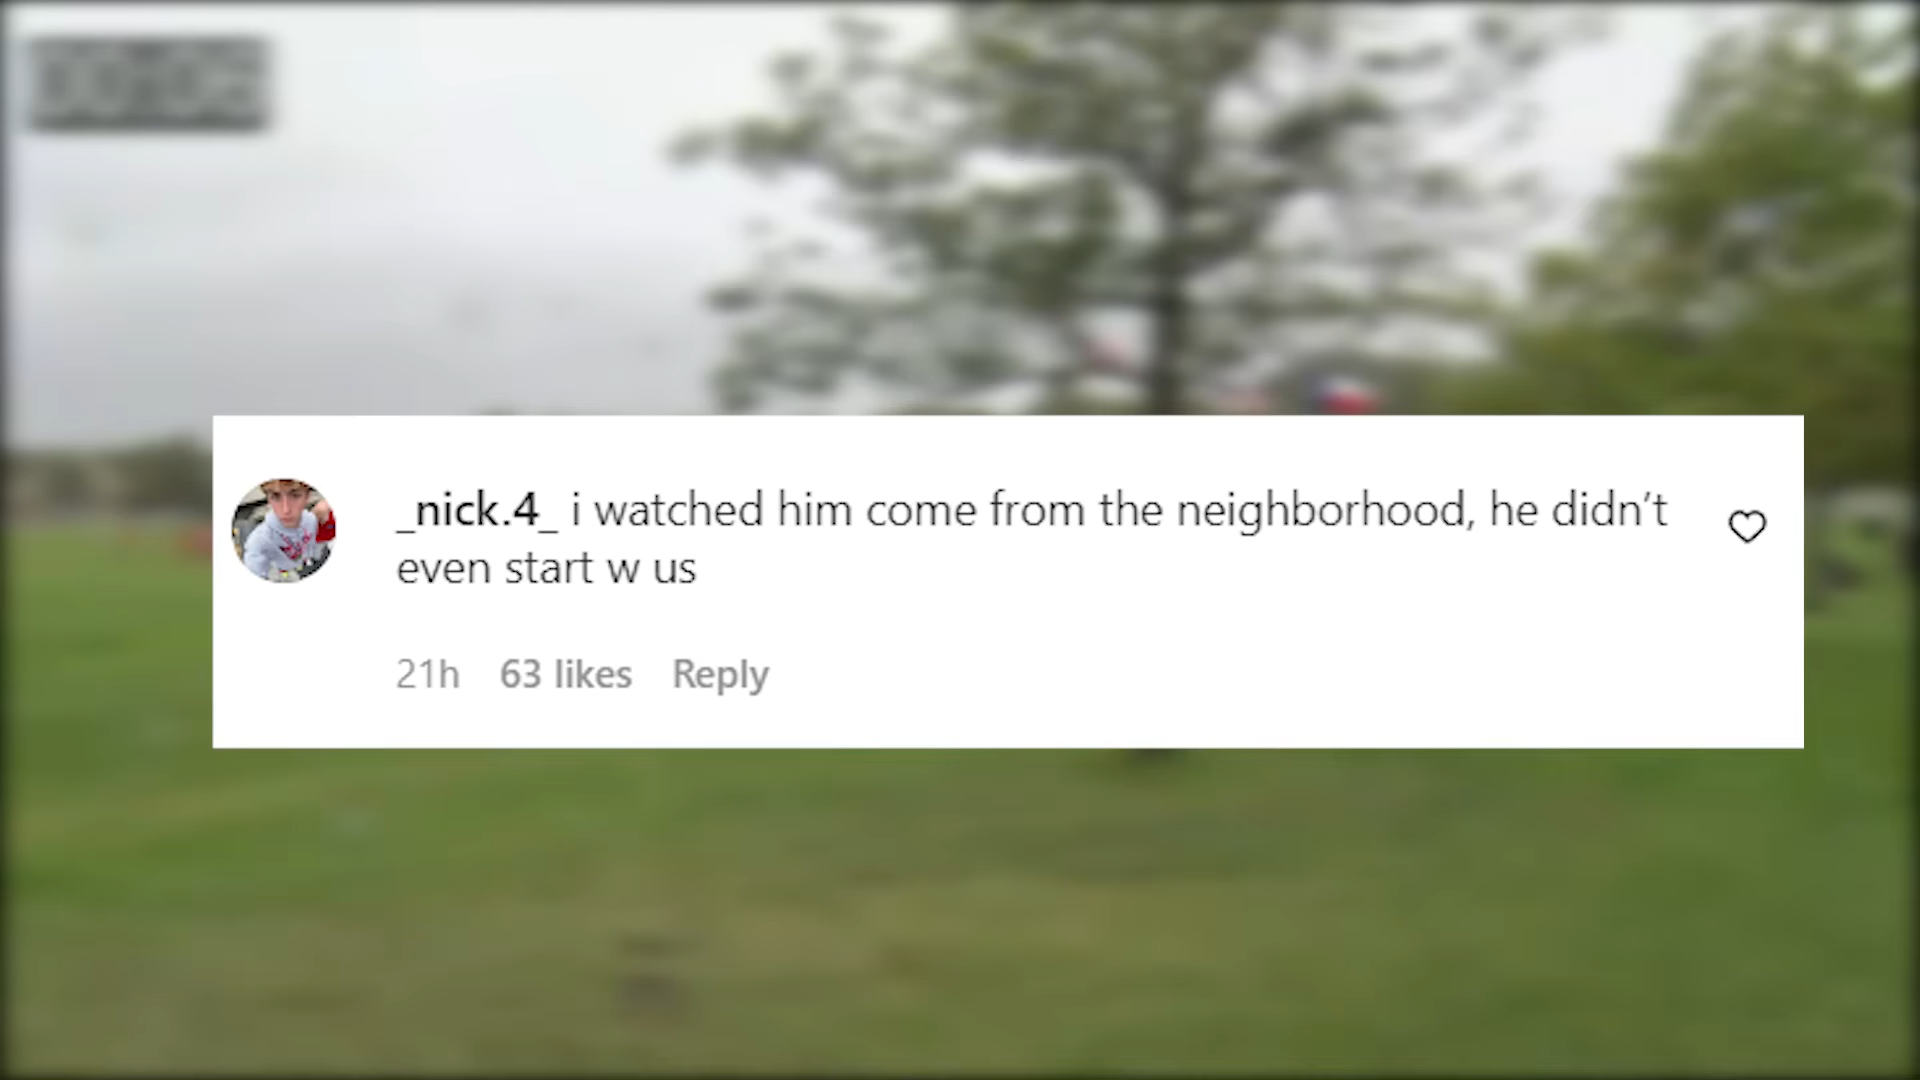 _nick.4_ i watched him come from the neighborhood, he didn’t
even start w us
21h 63 likes Reply